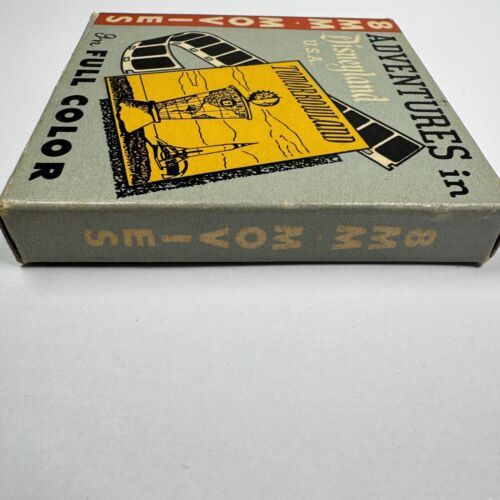 8 MM MOVIES
ADVENTURES in
Disneyland
U.S.A.
TOMORROWLAND
In FULL COLOR
8 MM · MOVIES